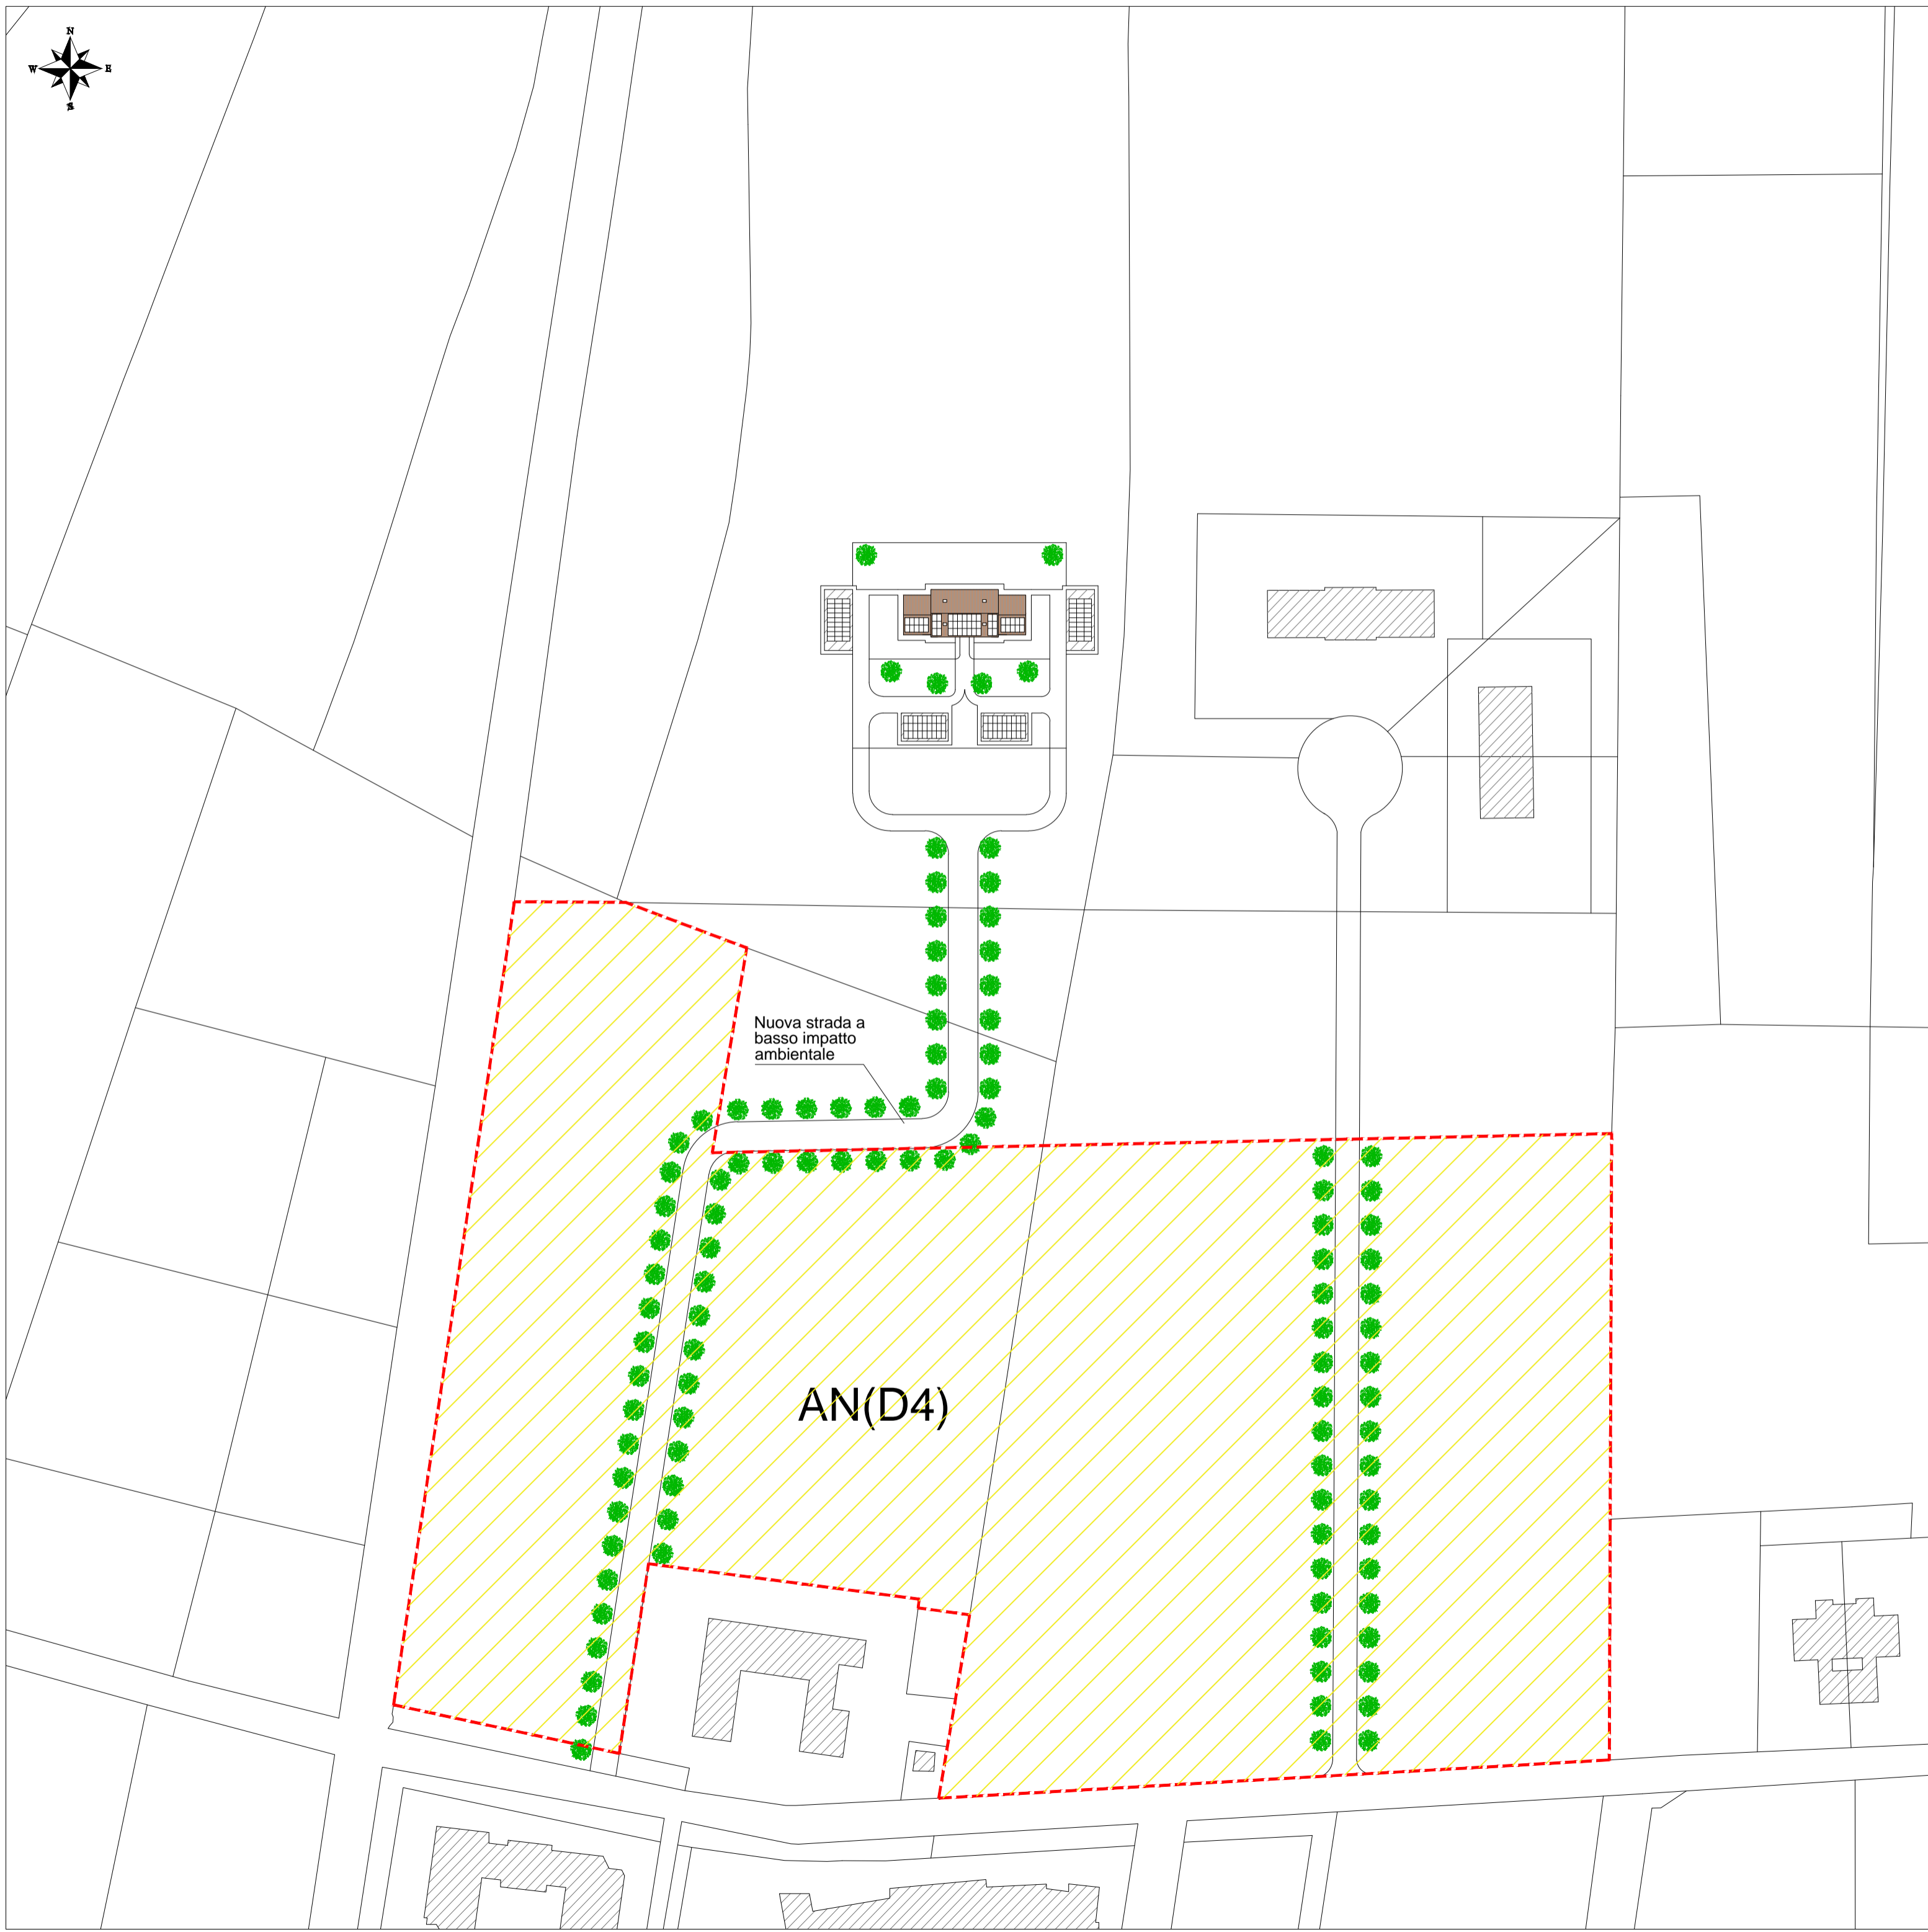 N
W E
S
Nuova strada a
basso impatto
ambientale
AN(D4)